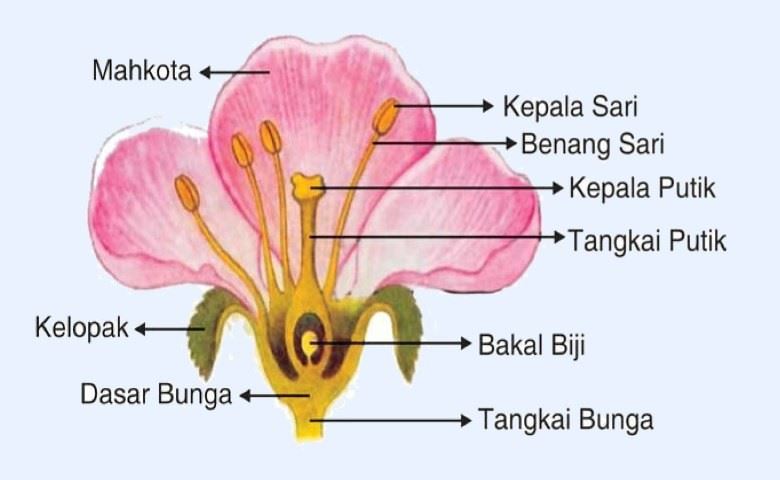 Mahkota
Kepala Sari
Benang Sari
Kepala Putik
Tangkai Putik
Kelopak
Bakal Biji
Dasar Bunga
Tangkai Bunga